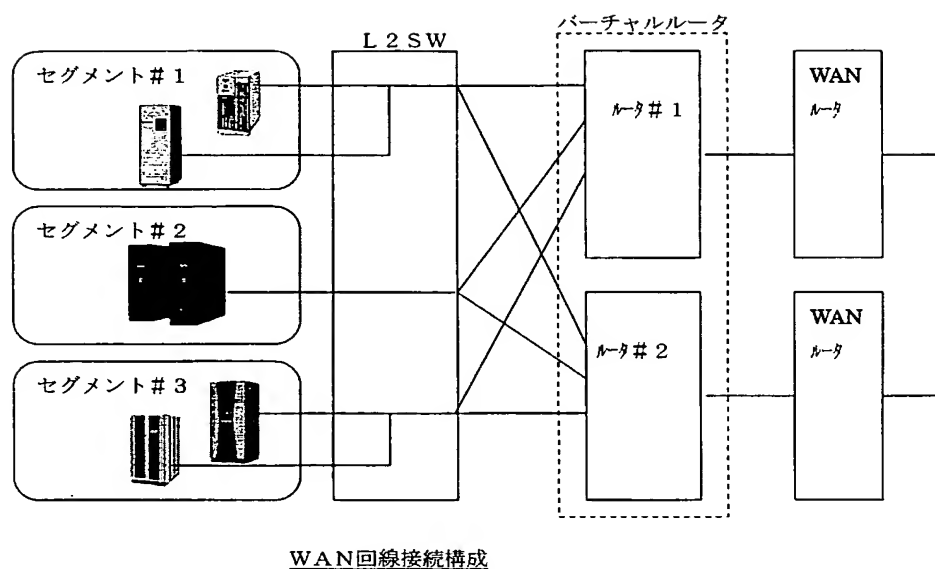 バーチャルルータ
L2SW
セグメント#1
ルータ#1
WAN
ルータ
セグメント#2
ルータ#2
WAN
ルータ
セグメント#3
WAN回線接続構成